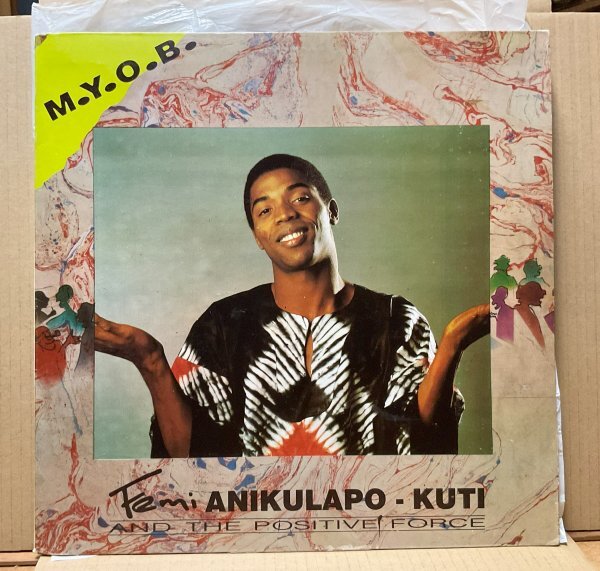 M.Y.O.B.
Femi ANIKULAPO - KUTI
AND THE POSITIVE FORCE